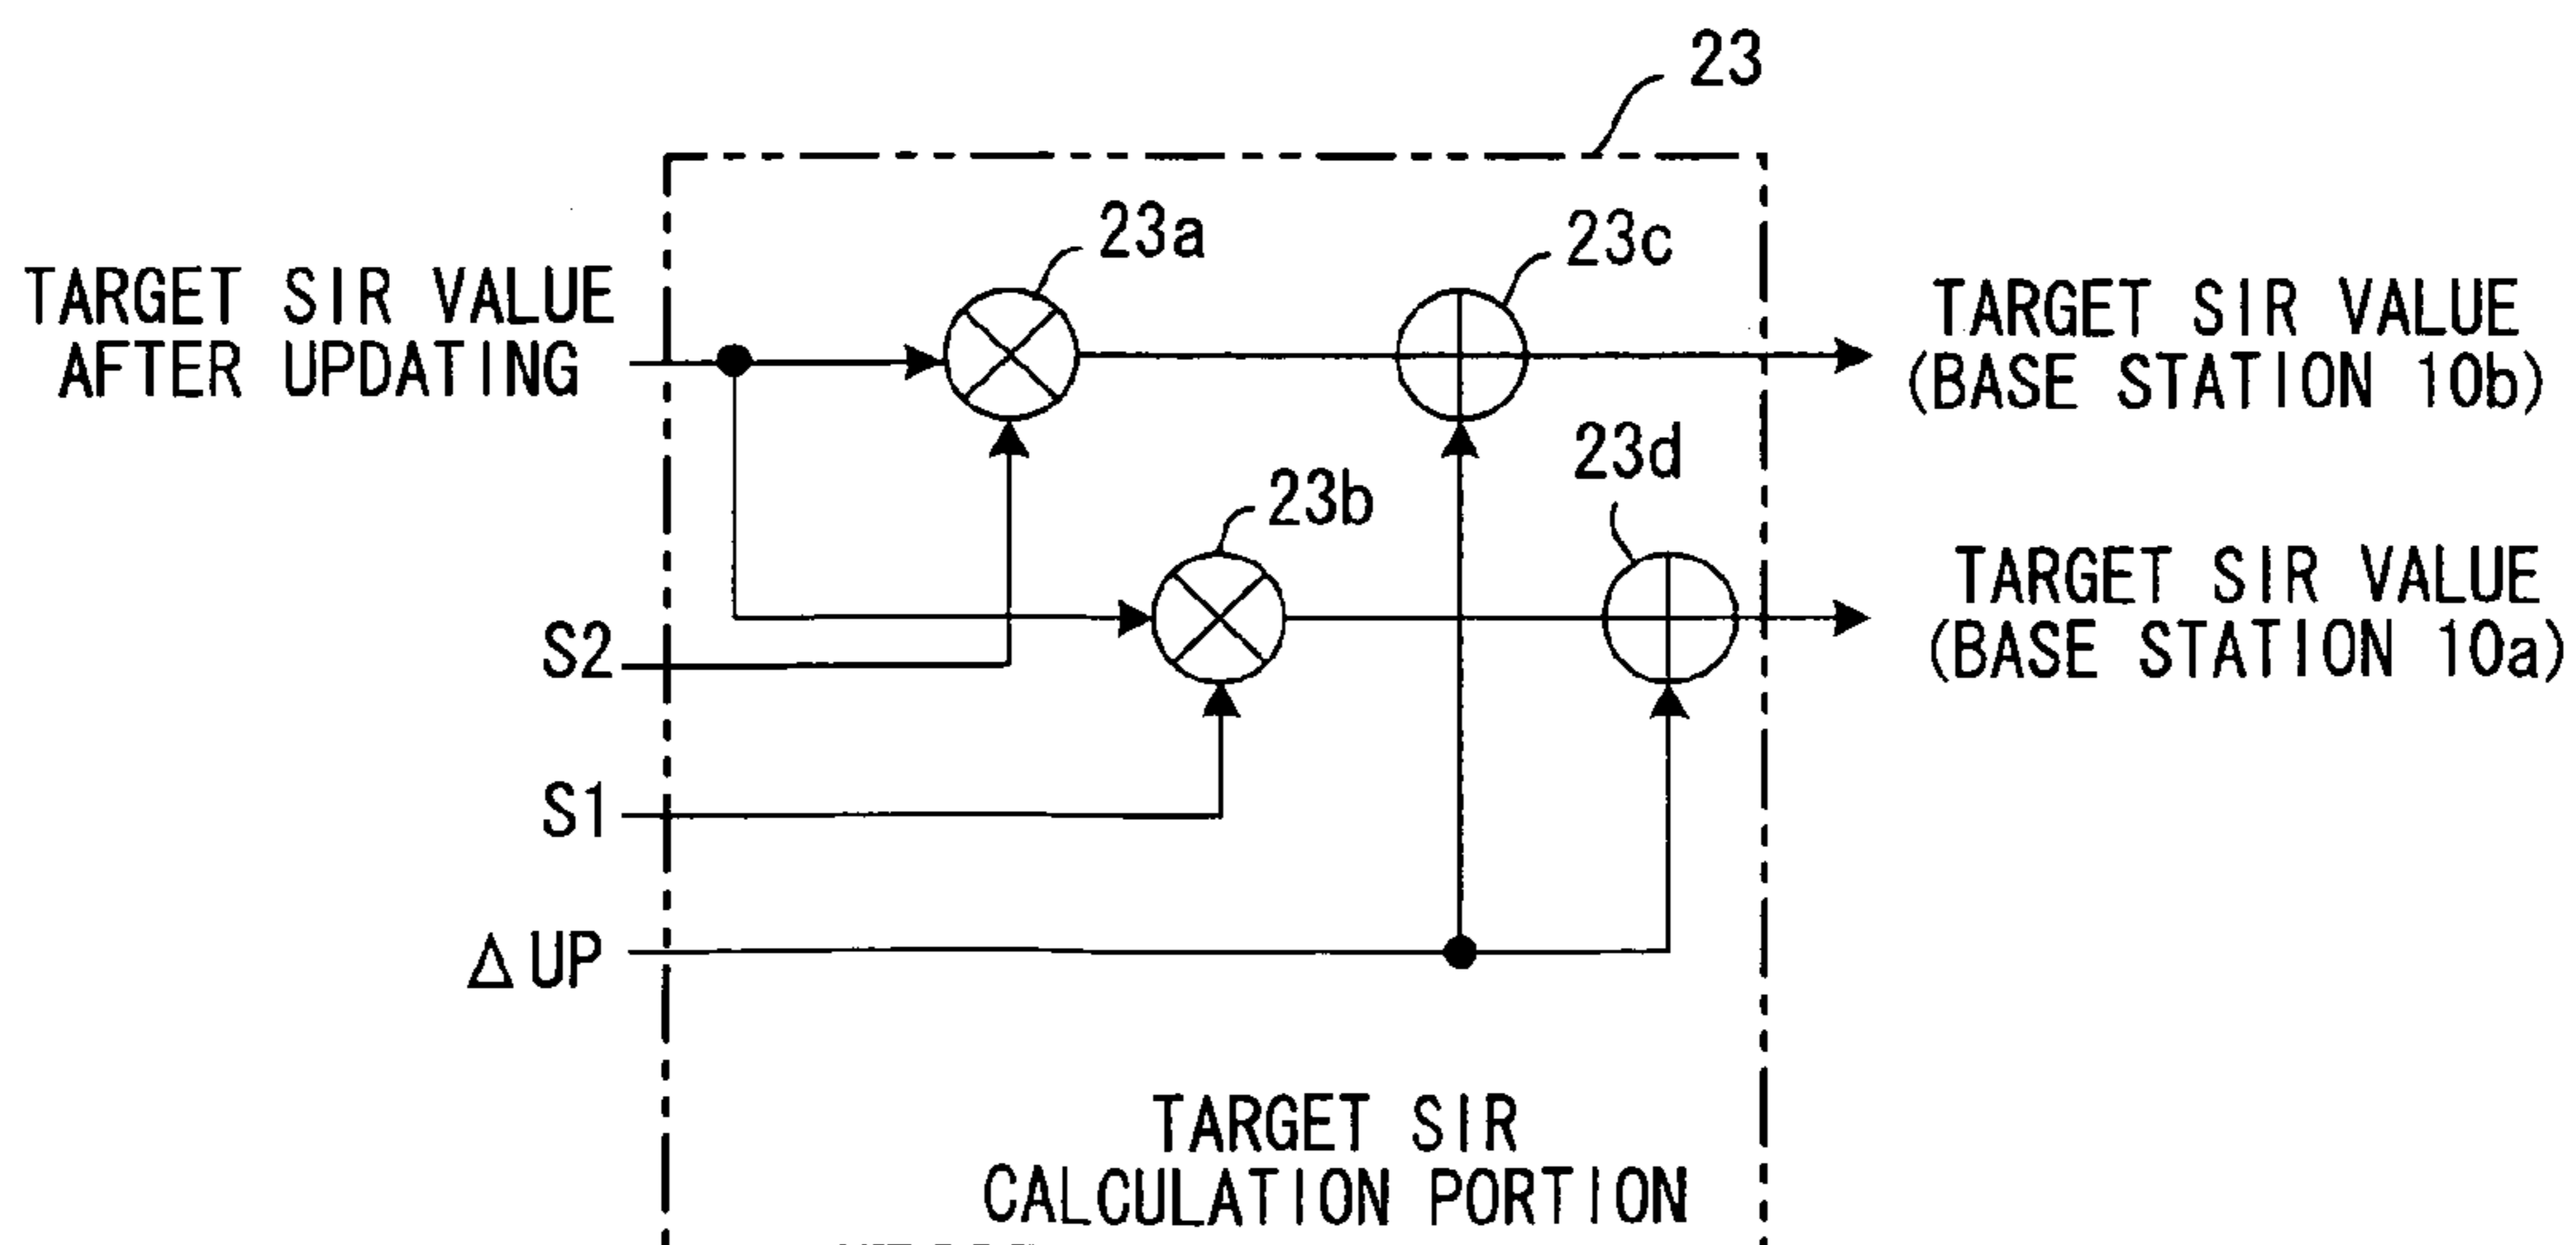 23
23a
23c
TARGET SIR VALUE
AFTER UPDATING
TARGET SIR VALUE
(BASE STATION 10b)
23d
23b
TARGET SIR VALUE
(BASE STATION 10a)
S2
S1
Δ UP
TARGET SIR
CALCULATION PORTION